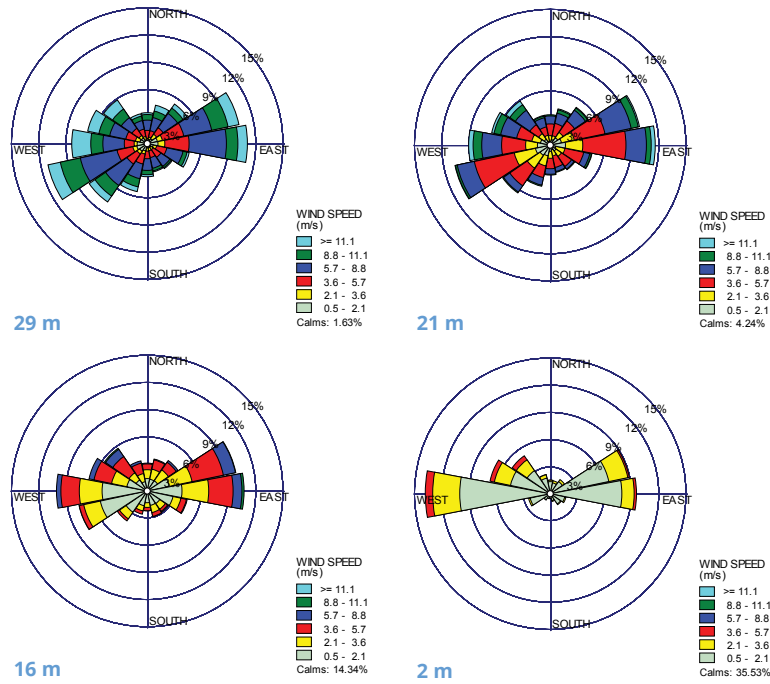 NORTH
15%
12%
9%
6%
3%
WEST
EAST
SOUTH
WIND SPEED
(m/s)
>= 11.1
8.8 - 11.1
5.7 - 8.8
3.6 - 5.7
2.1 - 3.6
0.5 - 2.1
Calms: 1.63%
29 m
NORTH
15%
12%
9%
6%
3%
WEST
EAST
SOUTH
WIND SPEED
(m/s)
>= 11.1
8.8 - 11.1
5.7 - 8.8
3.6 - 5.7
2.1 - 3.6
0.5 - 2.1
Calms: 4.24%
21 m
NORTH
15%
12%
9%
6%
3%
WEST
EAST
SOUTH
WIND SPEED
(m/s)
>= 11.1
8.8 - 11.1
5.7 - 8.8
3.6 - 5.7
2.1 - 3.6
0.5 - 2.1
Calms: 14.34%
16 m
NORTH
15%
12%
9%
6%
3%
WEST
EAST
SOUTH
WIND SPEED
(m/s)
>= 11.1
8.8 - 11.1
5.7 - 8.8
3.6 - 5.7
2.1 - 3.6
0.5 - 2.1
Calms: 35.53%
2 m